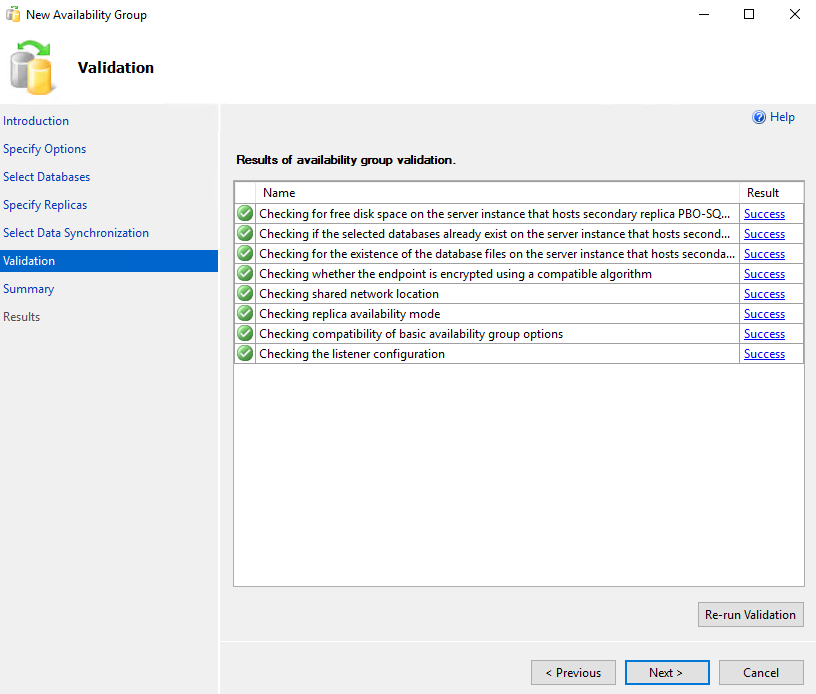 New Availability Group
Validation
Introduction
Specify Options
Select Databases
Specify Replicas
Select Data Synchronization
Validation
Summary
Results
Help
Results of availability group validation.
Name Result
Checking for free disk space on the server instance that hosts secondary replica PBO-SQ... Success
Checking if the selected databases already exist on the server instance that hosts second... Success
Checking for the existence of the database files on the server instance that hosts seconda... Success
Checking whether the endpoint is encrypted using a compatible algorithm Success
Checking shared network location Success
Checking replica availability mode Success
Checking compatibility of basic availability group options Success
Checking the listener configuration Success
Re-run Validation
< Previous Next > Cancel